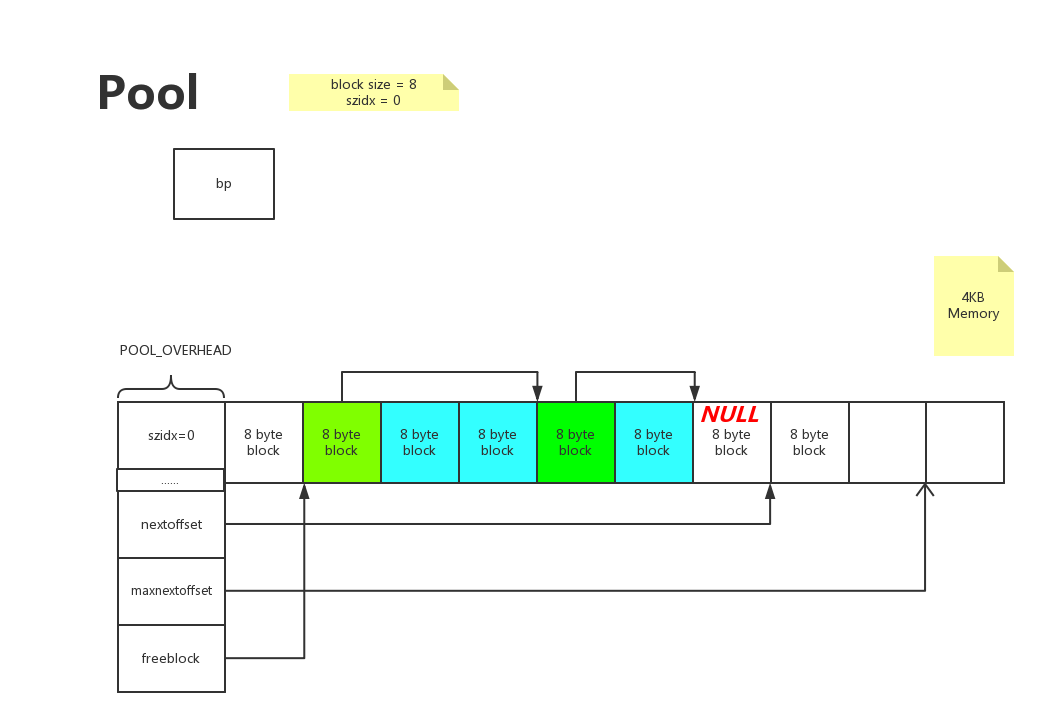 Pool
block size = 8
szidx = 0
bp
4KB
Memory
POOL_OVERHEAD
szidx=0
8 byte
block
8 byte
block
8 byte
block
8 byte
block
8 byte
block
8 byte
block
NULL
8 byte
block
8 byte
block
......
nextoffset
maxnextoffset
freeblock